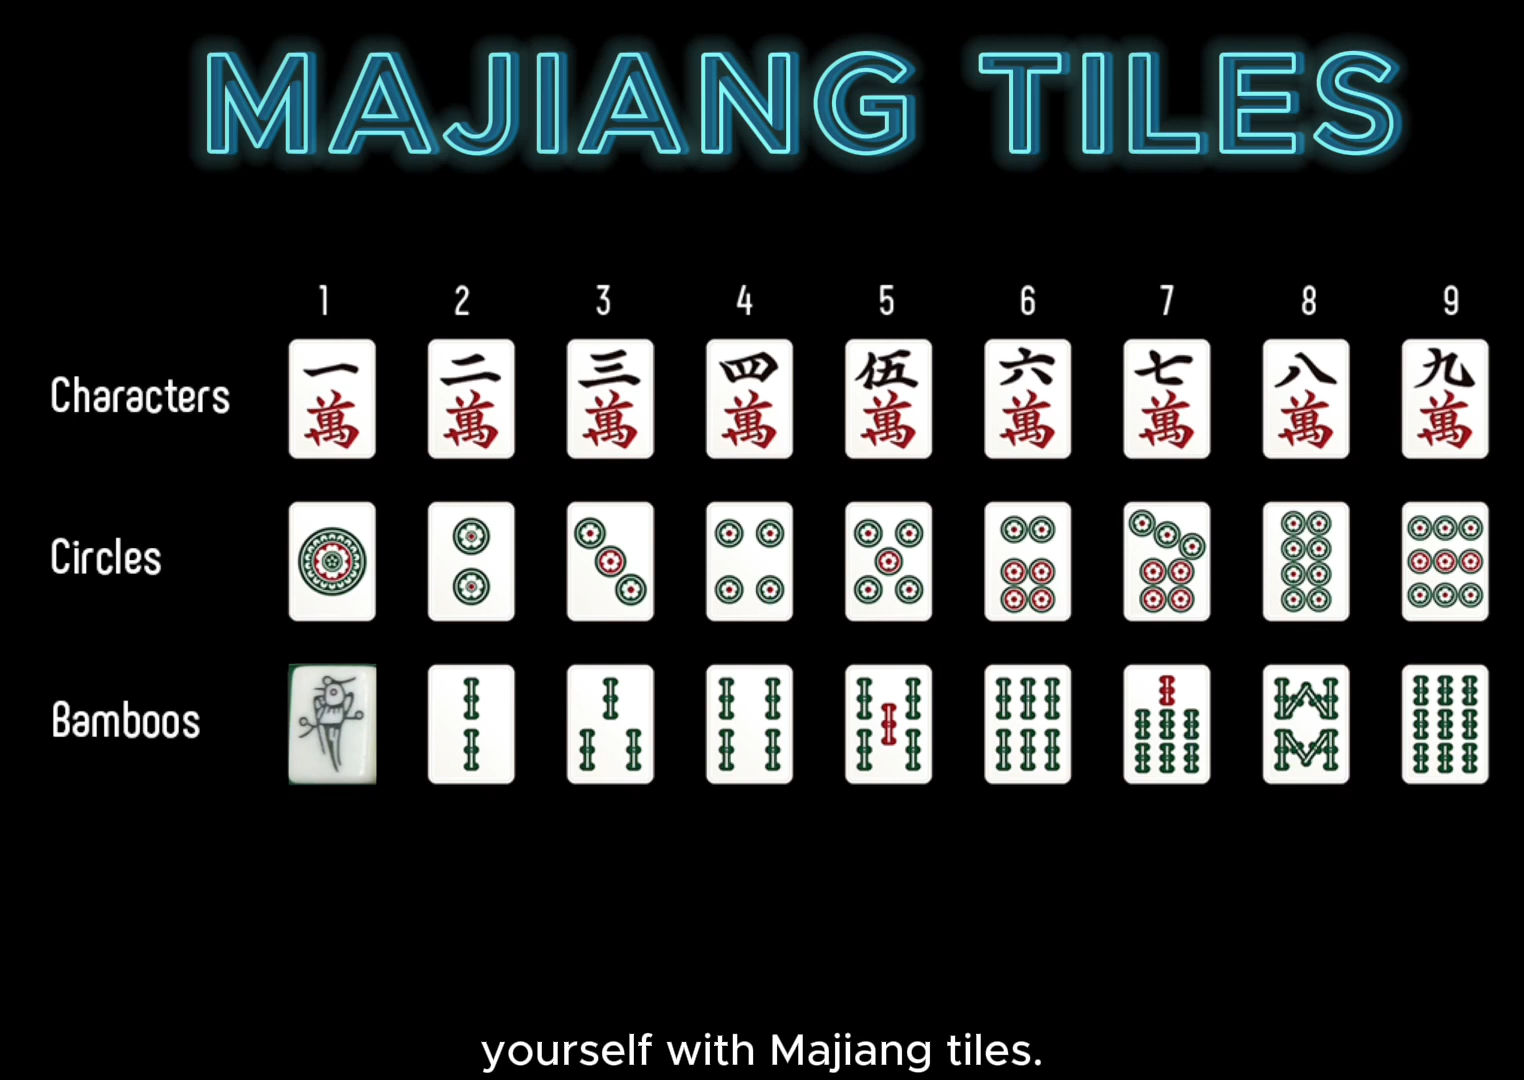 MAJIANG TILES
1 2 3 4 5 6 7 8 9
Characters
一萬 二萬 三萬 四萬 伍萬 六萬 七萬 八萬 九萬
Circles
Bamboos
yourself with Majiang tiles.